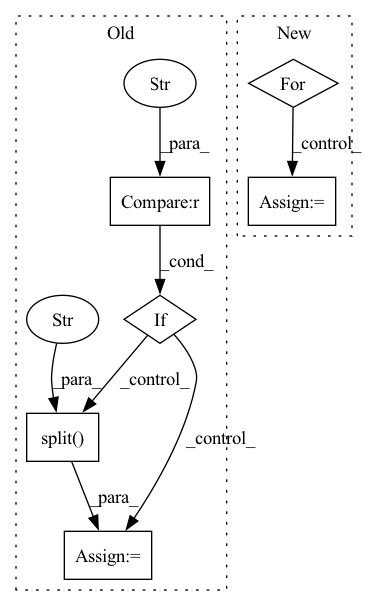 Old
New
Str
For
_para_
_control_
Compare:r
Assign:=
_cond_
Str
If
_para_
_control_
_control_
split()
_para_
Assign:=